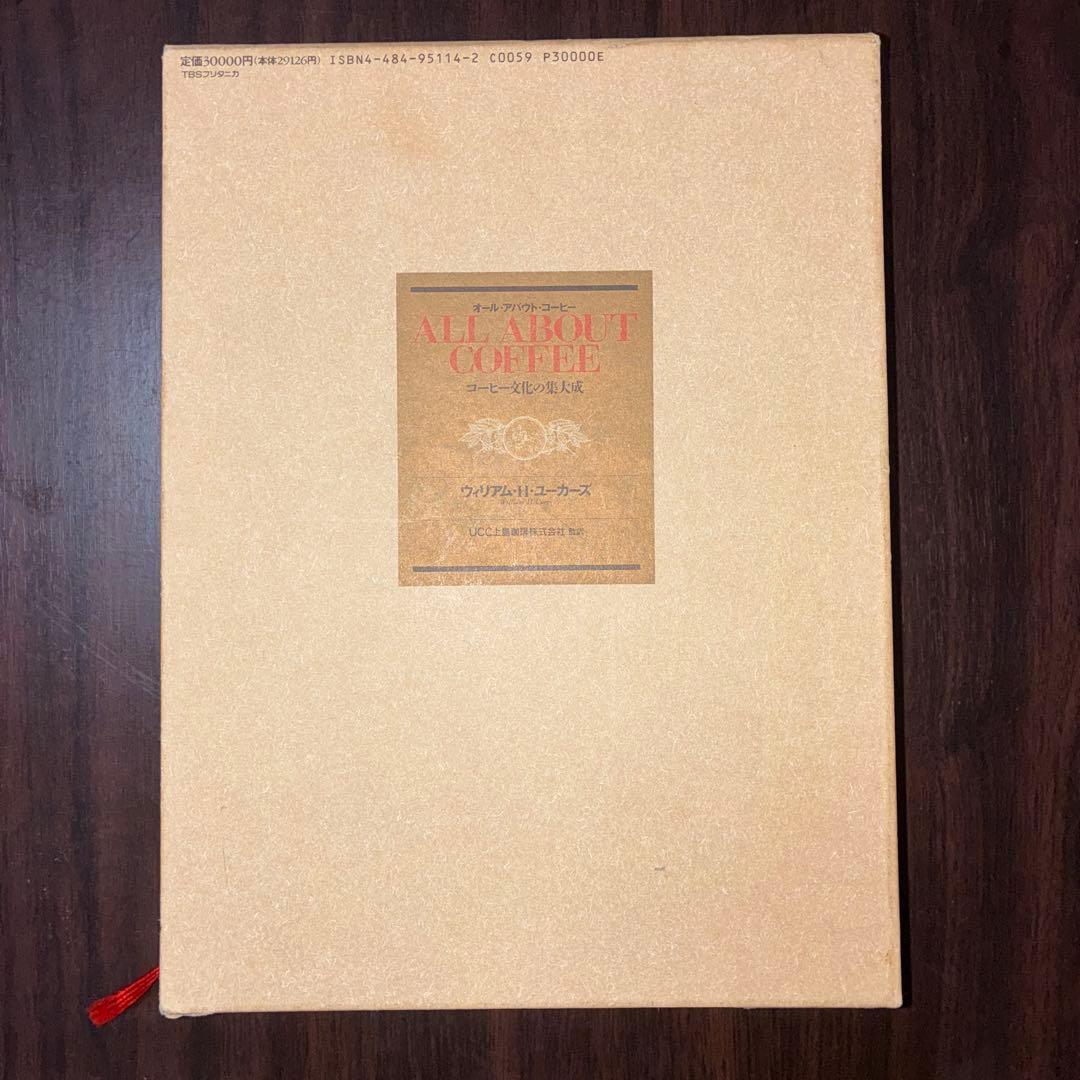 定価30000円(本体29126円) ISBN4-484-95114-2 C0059 P30000E
TBSブリタニカ
オール・アバウト・コーヒー
ALL ABOUT
COFFEE
コーヒー文化の集大成
ウィリアム・H・ユーカーズ
UCC上島珈琲株式会社 監訳